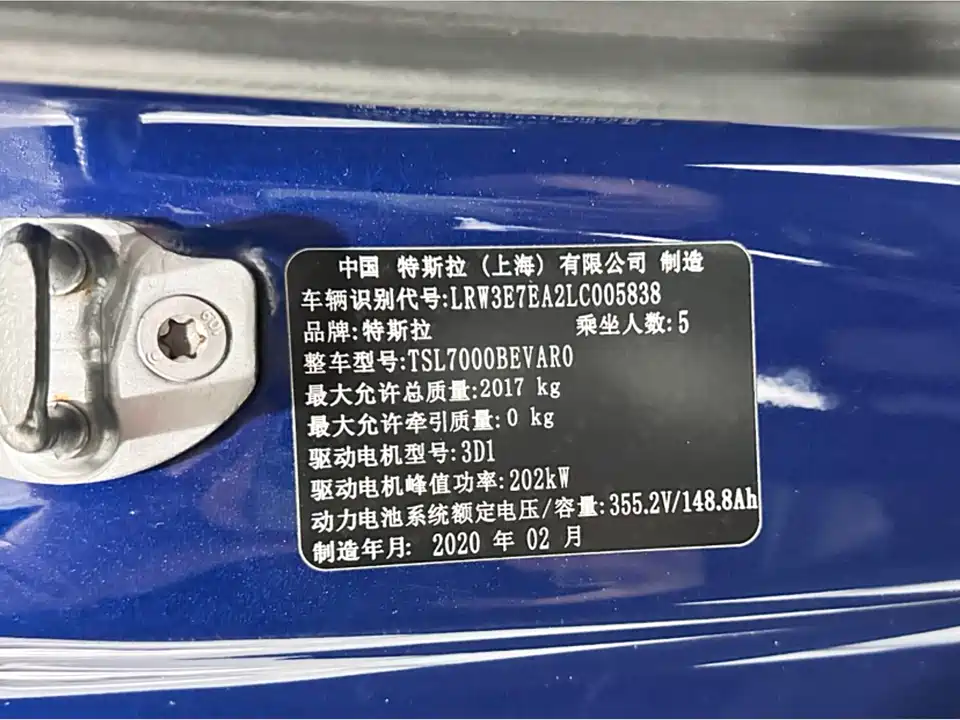 中国 特斯拉 (上海) 有限公司 制造
车辆识别代号:LRW3E7EA2LC005838
品牌:特斯拉 乘坐人数:5
整车型号:TSL7000BEVAR0
最大允许总质量:2017 kg
最大允许牵引质量:0 kg
驱动电机型号:3D1
驱动电机峰值功率:202kW
动力电池系统额定电压/容量:355.2V/148.8Ah
制造年月: 2020 年 02 月